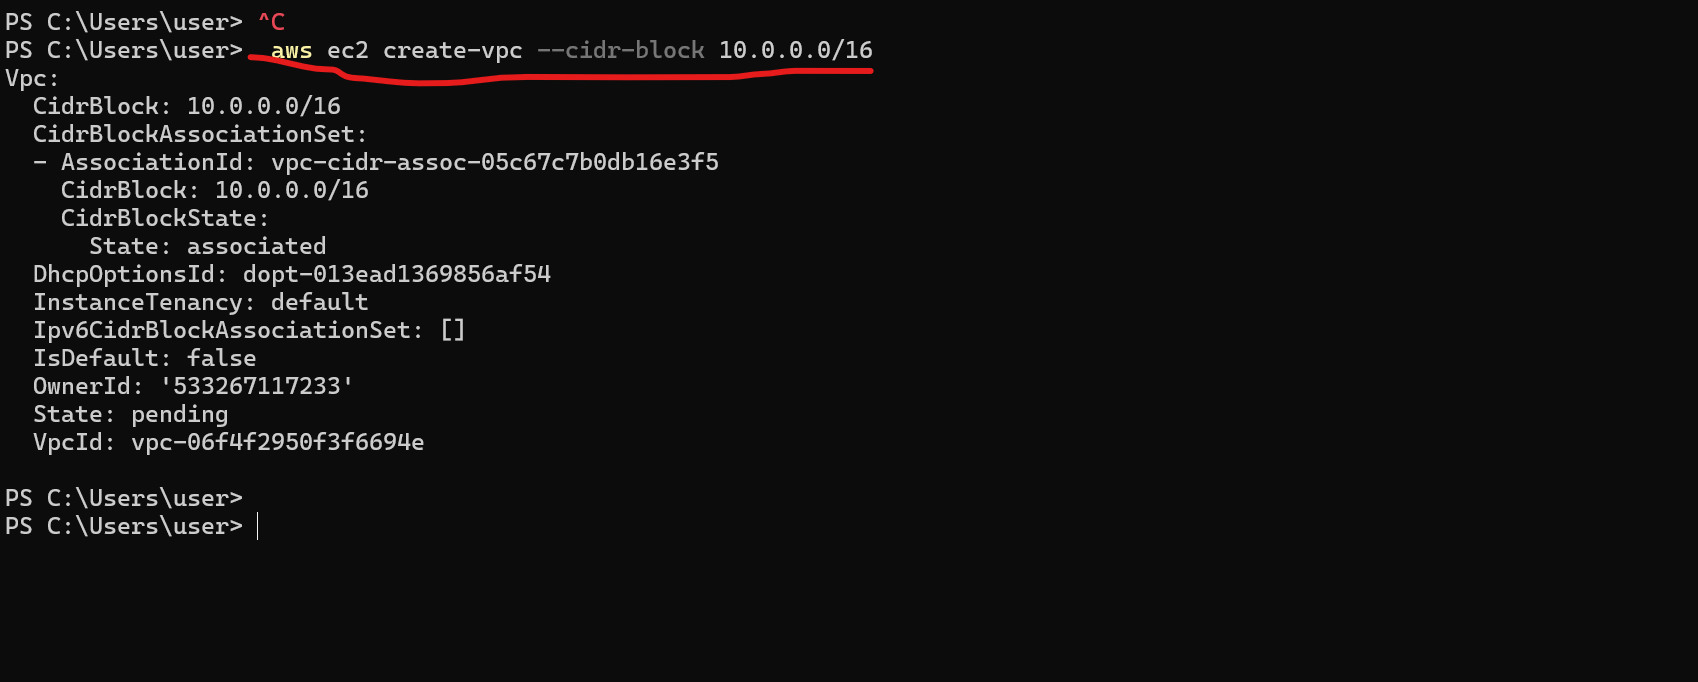 PS C:\Users\user> ^C
PS C:\Users\user>  aws ec2 create-vpc --cidr-block 10.0.0.0/16
Vpc:
  CidrBlock: 10.0.0.0/16
  CidrBlockAssociationSet:
  - AssociationId: vpc-cidr-assoc-05c67c7b0db16e3f5
    CidrBlock: 10.0.0.0/16
    CidrBlockState:
      State: associated
  DhcpOptionsId: dopt-013ead1369856af54
  InstanceTenancy: default
  Ipv6CidrBlockAssociationSet: []
  IsDefault: false
  OwnerId: '533267117233'
  State: pending
  VpcId: vpc-06f4f2950f3f6694e
PS C:\Users\user>
PS C:\Users\user>